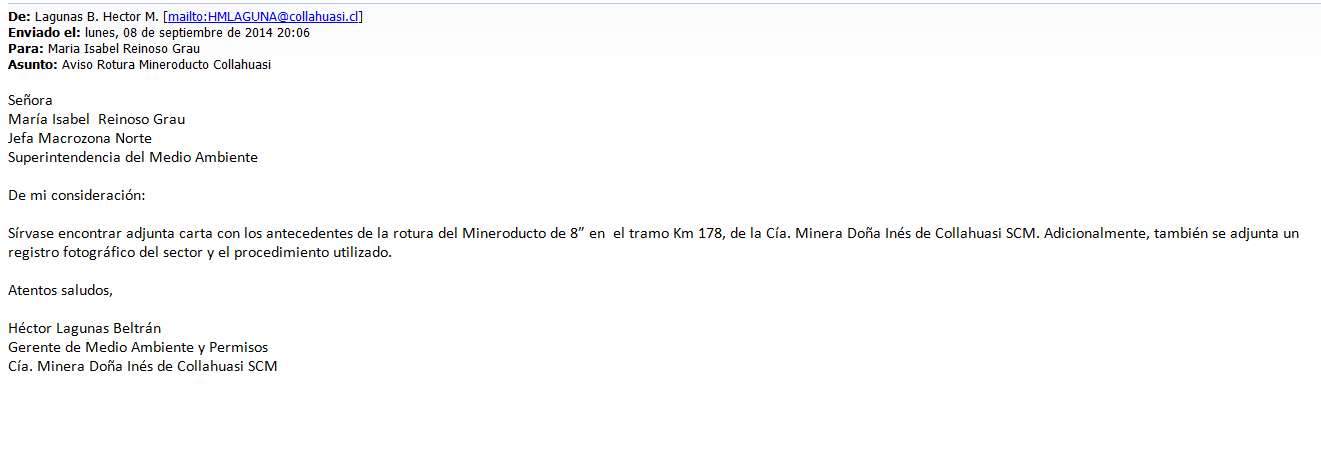 De: Lagunas B. Hector M. [mailto:HMLAGUNA@collahuasi.cl]
Enviado el: lunes, 08 de septiembre de 2014 20:06
Para: Maria Isabel Reinoso Grau
Asunto: Aviso Rotura Mineroducto Collahuasi
Señora
María Isabel  Reinoso Grau
Jefa Macrozona Norte
Superintendencia del Medio Ambiente
De mi consideración:
Sírvase encontrar adjunta carta con los antecedentes de la rotura del Mineroducto de 8” en  el tramo Km 178, de la Cía. Minera Doña Inés de Collahuasi SCM. Adicionalmente, también se adjunta un
registro fotográfico del sector y el procedimiento utilizado.
Atentos saludos,
Héctor Lagunas Beltrán
Gerente de Medio Ambiente y Permisos
Cía. Minera Doña Inés de Collahuasi SCM